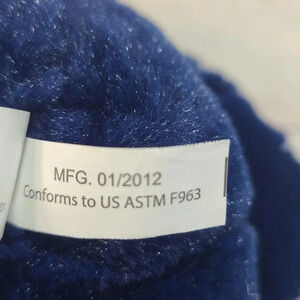 MFG. 01/2012
Conforms to US ASTM F963